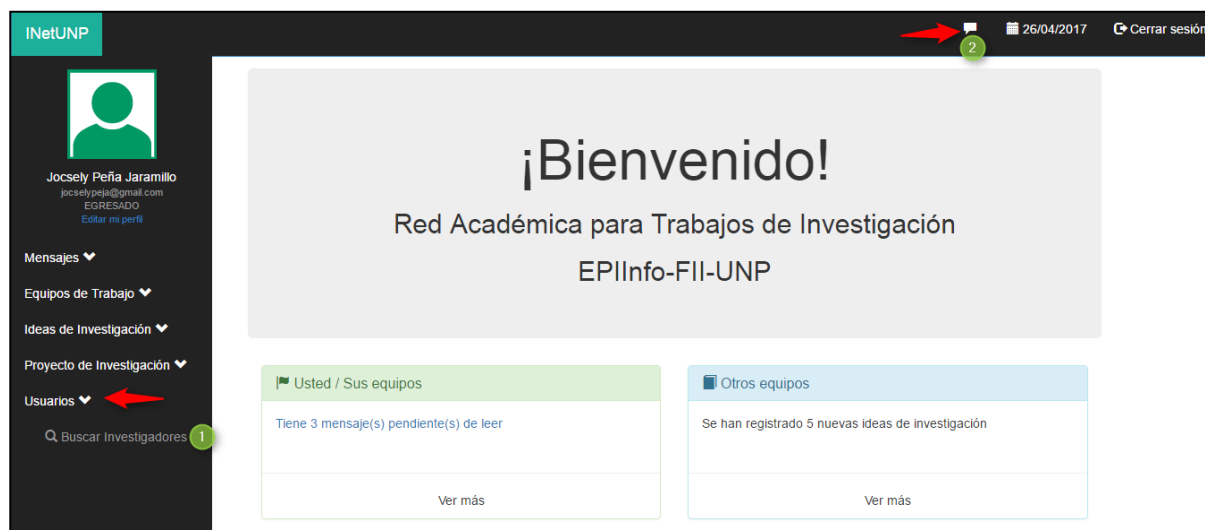 INetUNP
2
26/04/2017
Cerrar sesión
Jocsely Peña Jaramillo
jocselypeja@gmail.com
EGRESADO
Editar mi perfil
Mensajes
Equipos de Trabajo
Ideas de Investigación
Proyecto de Investigación
Usuarios
Buscar Investigadores 1
¡Bienvenido!
Red Académica para Trabajos de Investigación
EPIInfo-FII-UNP
Usted / Sus equipos
Tiene 3 mensaje(s) pendiente(s) de leer
Ver más
Otros equipos
Se han registrado 5 nuevas ideas de investigación
Ver más